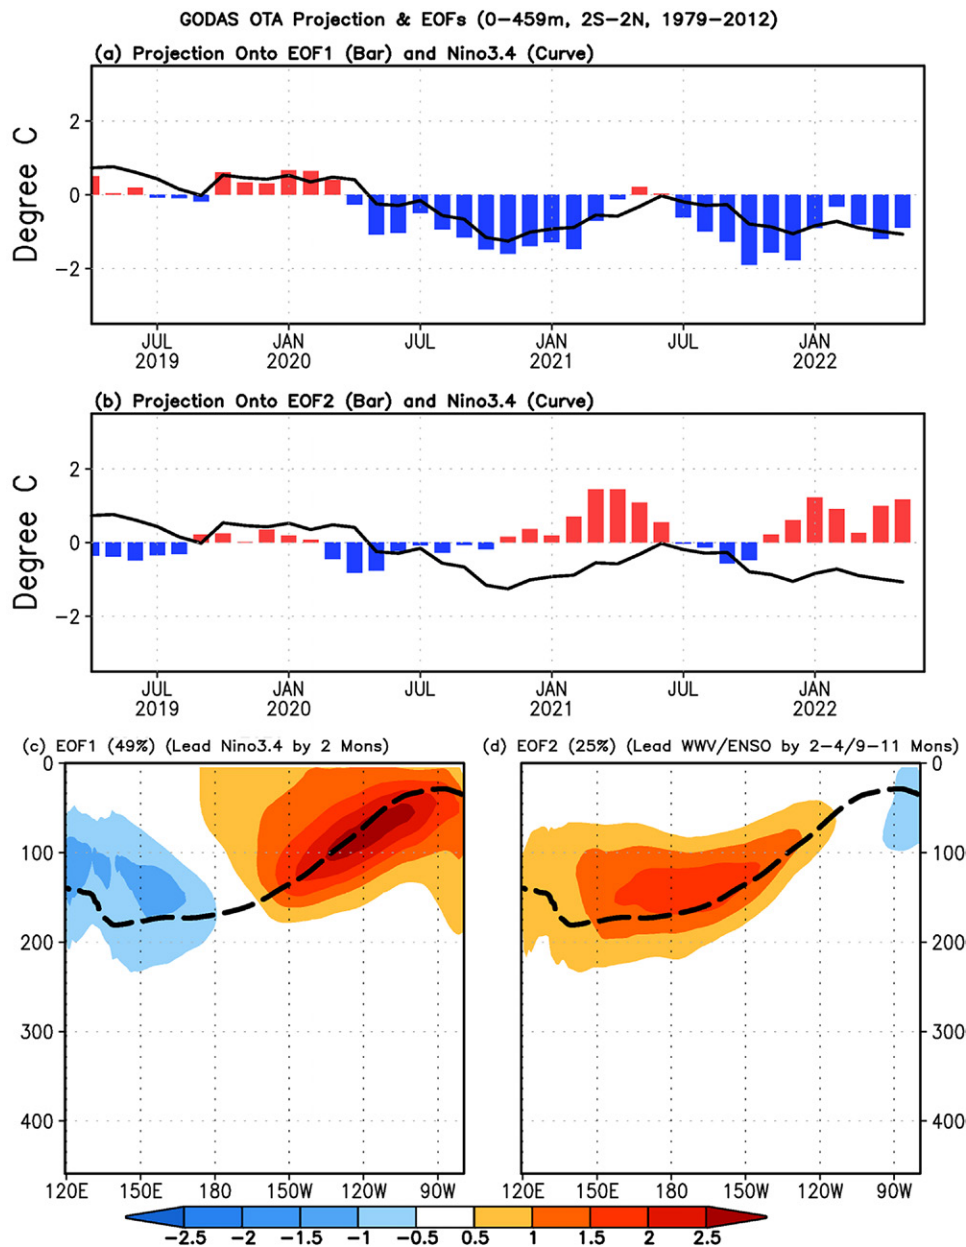 GODAS OTA Projection & EOFs (0-459m, 2S-2N, 1979-2012)
(a) Projection Onto EOF1 (Bar) and Nino3.4 (Curve)
Degree C
2
0
-2
JUL JAN JUL JAN JUL JAN
2019 2020 2021 2022
(b) Projection Onto EOF2 (Bar) and Nino3.4 (Curve)
Degree C
2
0
-2
JUL JAN JUL JAN JUL JAN
2019 2020 2021 2022
(c) EOF1 (49%) (Lead Nino3.4 by 2 Mons)
0
100
200
300
400
120E 150E 180 150W 120W 90W
(d) EOF2 (25%) (Lead WWV/ENSO by 2-4/9-11 Mons)
0
100
200
300
400
120E 150E 180 150W 120W 90W
-2.5 -2 -1.5 -1 -0.5 0.5 1 1.5 2 2.5